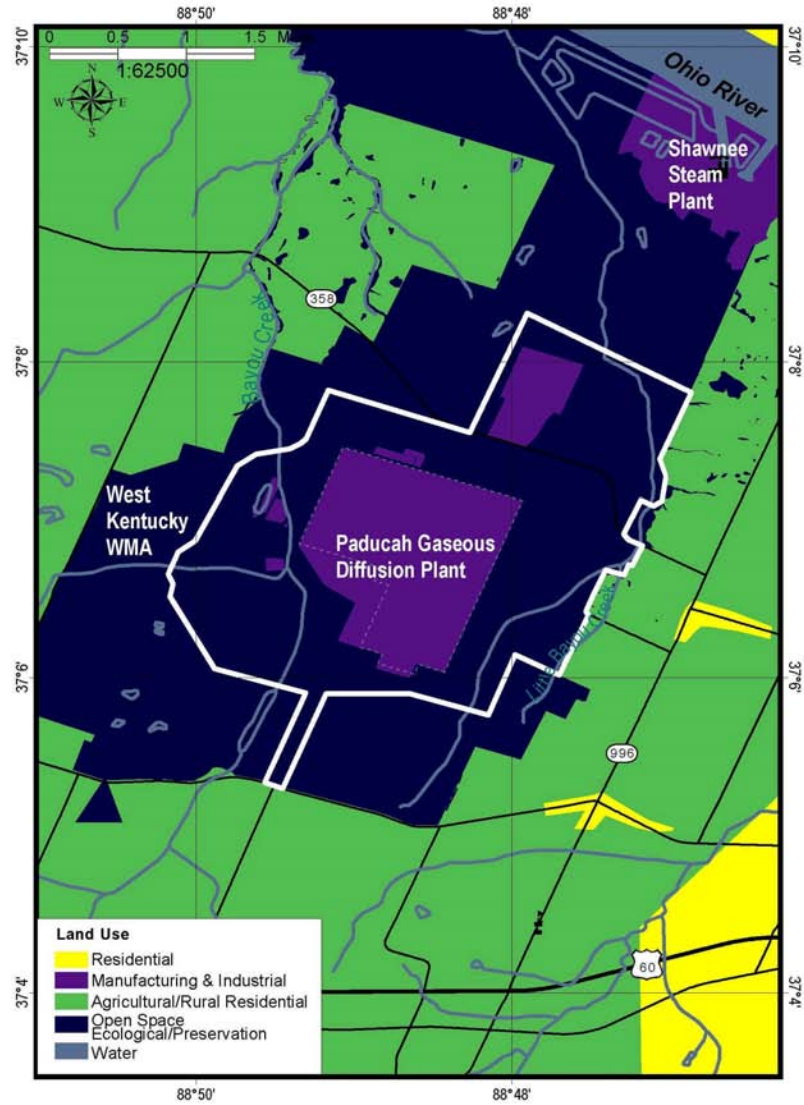 88°50'
88°48'
37°10'
37°10'
0 0.5 1 1.5
1:62500
N
W E
S
Ohio River
Shawnee
Steam
Plant
358
Bayou Creek
37°8'
37°8'
West
Kentucky
WMA
Paducah Gaseous
Diffusion Plant
Little Bayou Creek
37°6'
37°6'
996
60
37°4'
37°4'
Land Use
Residential
Manufacturing & Industrial
Agricultural/Rural Residential
Open Space
Ecological/Preservation
Water
88°50'
88°48'